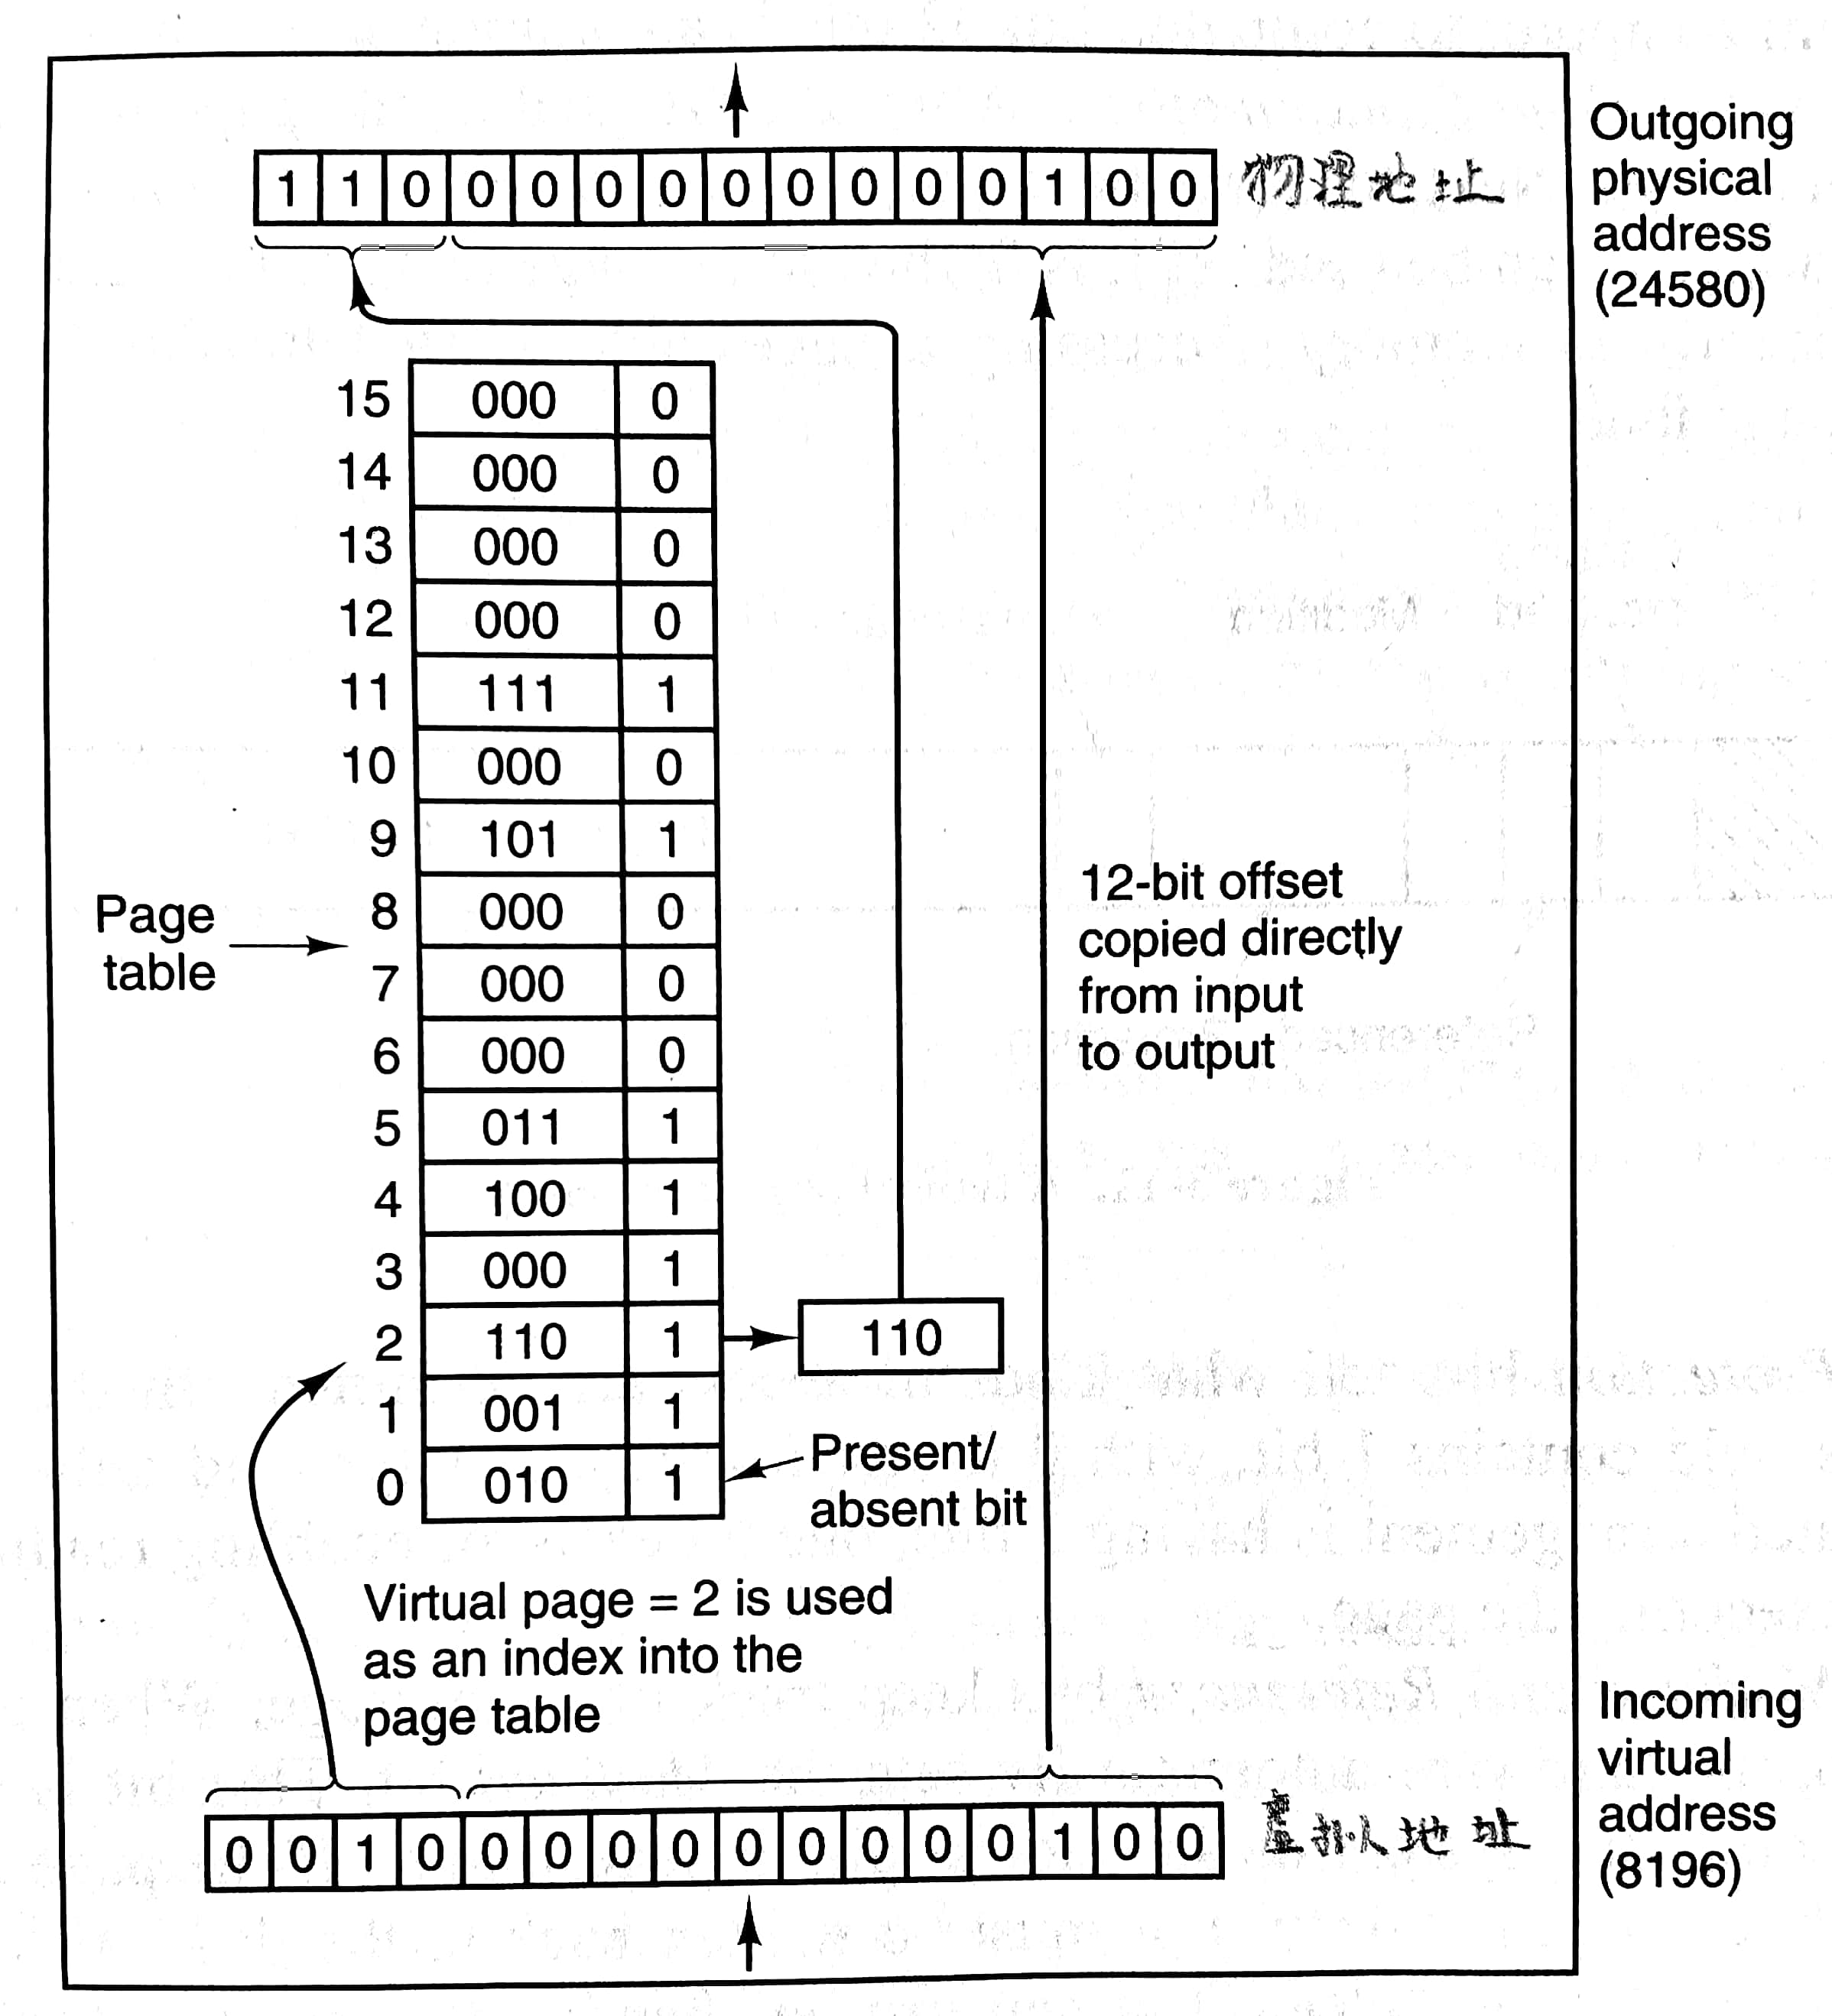 Outgoing
physical
address
(24580)
1 1 0 0 0 0 0 0 0 0 0 0 1 0 0 物理地址
15 000 0
14 000 0
13 000 0
12 000 0
11 111 1
10 000 0
9 101 1
8 000 0
7 000 0
6 000 0
5 011 1
4 100 1
3 000 1
2 110 1
1 001 1
0 010 1
Page
table
110
12-bit offset
copied directly
from input
to output
Present/
absent bit
Virtual page = 2 is used
as an index into the
page table
0 0 1 0 0 0 0 0 0 0 0 0 0 1 0 0 虚拟地址
Incoming
virtual
address
(8196)